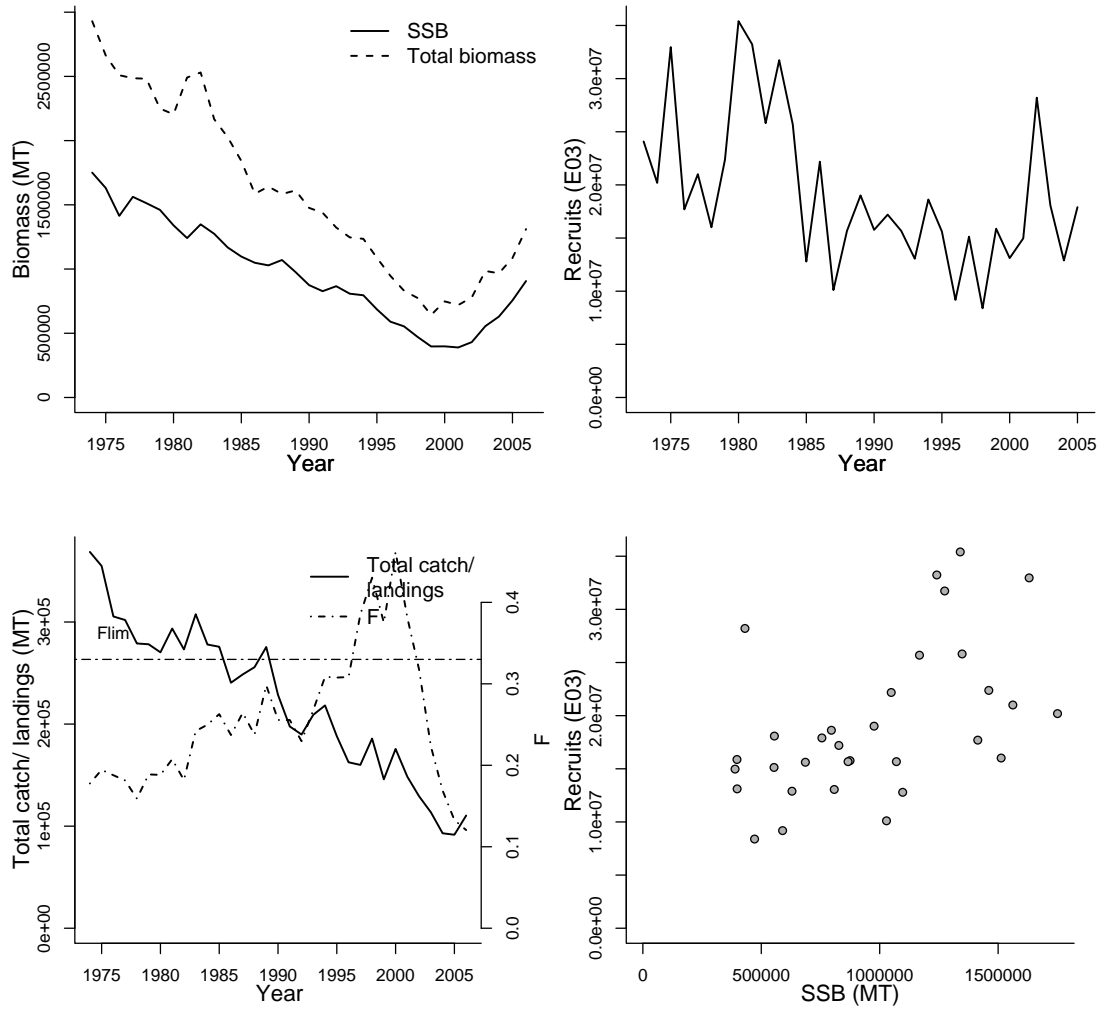 SSB
Total biomass
Biomass (MT)
0
500000
1500000
2500000
1975 1980 1985 1990 1995 2000 2005
Year
Recruits (E03)
0.0e+00
1.0e+07
2.0e+07
3.0e+07
1975 1980 1985 1990 1995 2000 2005
Year
Total catch/
landings
F
Flim
Total catch/ landings (MT)
0e+00
1e+05
2e+05
3e+05
F
0.0
0.1
0.2
0.3
0.4
1975 1980 1985 1990 1995 2000 2005
Year
Recruits (E03)
0.0e+00
1.0e+07
2.0e+07
3.0e+07
0 500000 1000000 1500000
SSB (MT)